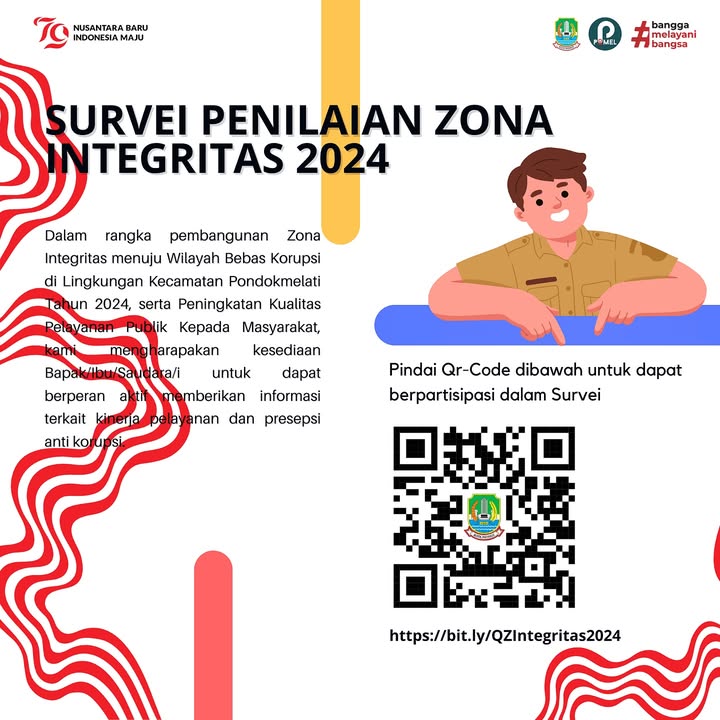 79 NUSANTARA BARU
INDONESIA MAJU
POMEL
#bangga
melayani
bangsa
SURVEI PENILAIAN ZONA
INTEGRITAS 2024
Dalam rangka pembangunan Zona
Integritas menuju Wilayah Bebas Korupsi
di Lingkungan Kecamatan Pondokmelati
Tahun 2024, serta Peningkatan Kualitas
Pelayanan Publik Kepada Masyarakat,
kami mengharapakan kesediaan
Bapak/Ibu/Saudara/i untuk dapat
berperan aktif memberikan informasi
terkait kinerja pelayanan dan presepsi
anti korupsi.
Pindai Qr-Code dibawah untuk dapat
berpartisipasi dalam Survei
https://bit.ly/QZIntegritas2024